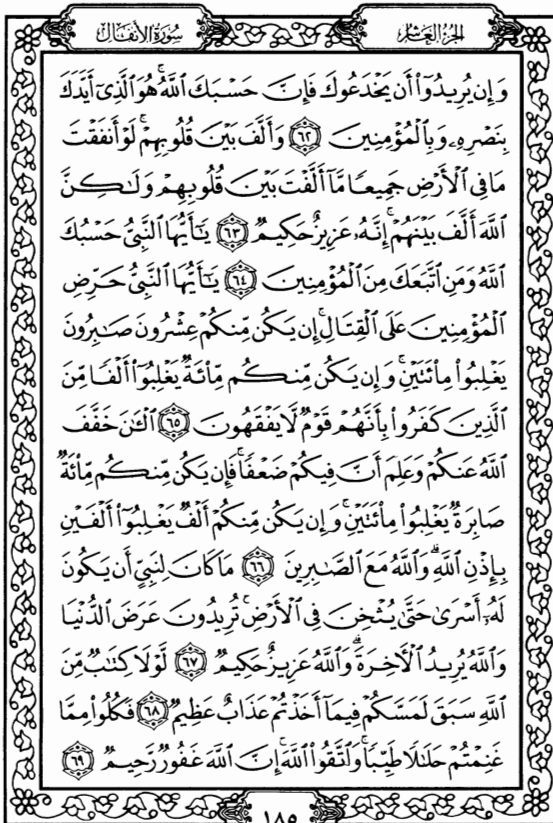 سُورَةُ الأَنفَال الجُزْءُ العَاشِرُ
وَإِن يُرِيدُوٓا۟ أَن يَخْدَعُوكَ فَإِنَّ حَسْبَكَ ٱللَّهُ ۚ هُوَ ٱلَّذِىٓ أَيَّدَكَ
بِنَصْرِهِۦ وَبِٱلْمُؤْمِنِينَ ﴿٦٢﴾ وَأَلَّفَ بَيْنَ قُلُوبِهِمْ ۚ لَوْ أَنفَقْتَ
مَا فِى ٱلْأَرْضِ جَمِيعًا مَّآ أَلَّفْتَ بَيْنَ قُلُوبِهِمْ وَلَـٰكِنَّ
ٱللَّهَ أَلَّفَ بَيْنَهُمْ ۚ إِنَّهُۥ عَزِيزٌ حَكِيمٌ ﴿٦٣﴾ يَـٰٓأَيُّهَا ٱلنَّبِىُّ حَسْبُكَ
ٱللَّهُ وَمَنِ ٱتَّبَعَكَ مِنَ ٱلْمُؤْمِنِينَ ﴿٦٤﴾ يَـٰٓأَيُّهَا ٱلنَّبِىُّ حَرِّضِ
ٱلْمُؤْمِنِينَ عَلَى ٱلْقِتَالِ ۚ إِن يَكُن مِّنكُمْ عِشْرُونَ صَـٰبِرُونَ
يَغْلِبُوا۟ مِا۟ئَتَيْنِ ۚ وَإِن يَكُن مِّنكُم مِّا۟ئَةٌ يَغْلِبُوٓا۟ أَلْفًا مِّنَ
ٱلَّذِينَ كَفَرُوا۟ بِأَنَّهُمْ قَوْمٌ لَّا يَفْقَهُونَ ﴿٦٥﴾ ٱلْـَٔـٰنَ خَفَّفَ
ٱللَّهُ عَنكُمْ وَعَلِمَ أَنَّ فِيكُمْ ضَعْفًا ۚ فَإِن يَكُن مِّنكُم مِّا۟ئَةٌ
صَابِرَةٌ يَغْلِبُوا۟ مِا۟ئَتَيْنِ ۚ وَإِن يَكُن مِّنكُمْ أَلْفٌ يَغْلِبُوٓا۟ أَلْفَيْنِ
بِإِذْنِ ٱللَّهِ ۗ وَٱللَّهُ مَعَ ٱلصَّـٰبِرِينَ ﴿٦٦﴾ مَا كَانَ لِنَبِىٍّ أَن يَكُونَ
لَهُۥٓ أَسْرَىٰ حَتَّىٰ يُثْخِنَ فِى ٱلْأَرْضِ ۚ تُرِيدُونَ عَرَضَ ٱلدُّنْيَا
وَٱللَّهُ يُرِيدُ ٱلْـَٔاخِرَةَ ۗ وَٱللَّهُ عَزِيزٌ حَكِيمٌ ﴿٦٧﴾ لَّوْلَا كِتَـٰبٌ مِّنَ
ٱللَّهِ سَبَقَ لَمَسَّكُمْ فِيمَآ أَخَذْتُمْ عَذَابٌ عَظِيمٌ ﴿٦٨﴾ فَكُلُوا۟ مِمَّا
غَنِمْتُمْ حَلَـٰلًا طَيِّبًا ۚ وَٱتَّقُوا۟ ٱللَّهَ ۚ إِنَّ ٱللَّهَ غَفُورٌ رَّحِيمٌ ﴿٦٩﴾
١٨٥